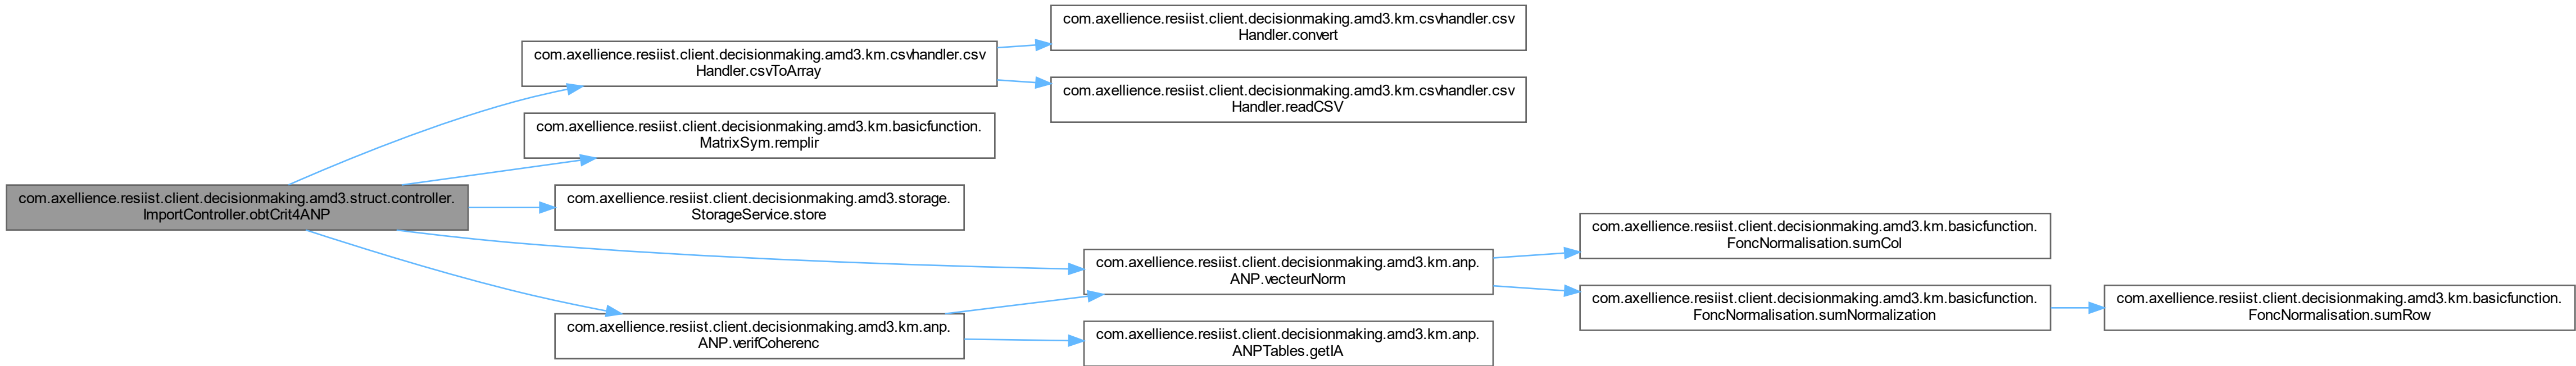 com.axellience.resiist.client.decisionmaking.amd3.struct.controller.
ImportController.obtCrit4ANP
com.axellience.resiist.client.decisionmaking.amd3.km.csvhandler.csv
Handler.csvToArray
com.axellience.resiist.client.decisionmaking.amd3.km.csvhandler.csv
Handler.convert
com.axellience.resiist.client.decisionmaking.amd3.km.csvhandler.csv
Handler.readCSV
com.axellience.resiist.client.decisionmaking.amd3.km.basicfunction.
MatrixSym.remplir
com.axellience.resiist.client.decisionmaking.amd3.storage.
StorageService.store
com.axellience.resiist.client.decisionmaking.amd3.km.anp.
ANP.vecteurNorm
com.axellience.resiist.client.decisionmaking.amd3.km.basicfunction.
FoncNormalisation.sumCol
com.axellience.resiist.client.decisionmaking.amd3.km.basicfunction.
FoncNormalisation.sumNormalization
com.axellience.resiist.client.decisionmaking.amd3.km.basicfunction.
FoncNormalisation.sumRow
com.axellience.resiist.client.decisionmaking.amd3.km.anp.
ANP.verifCoherenc
com.axellience.resiist.client.decisionmaking.amd3.km.anp.
ANPTables.getIA